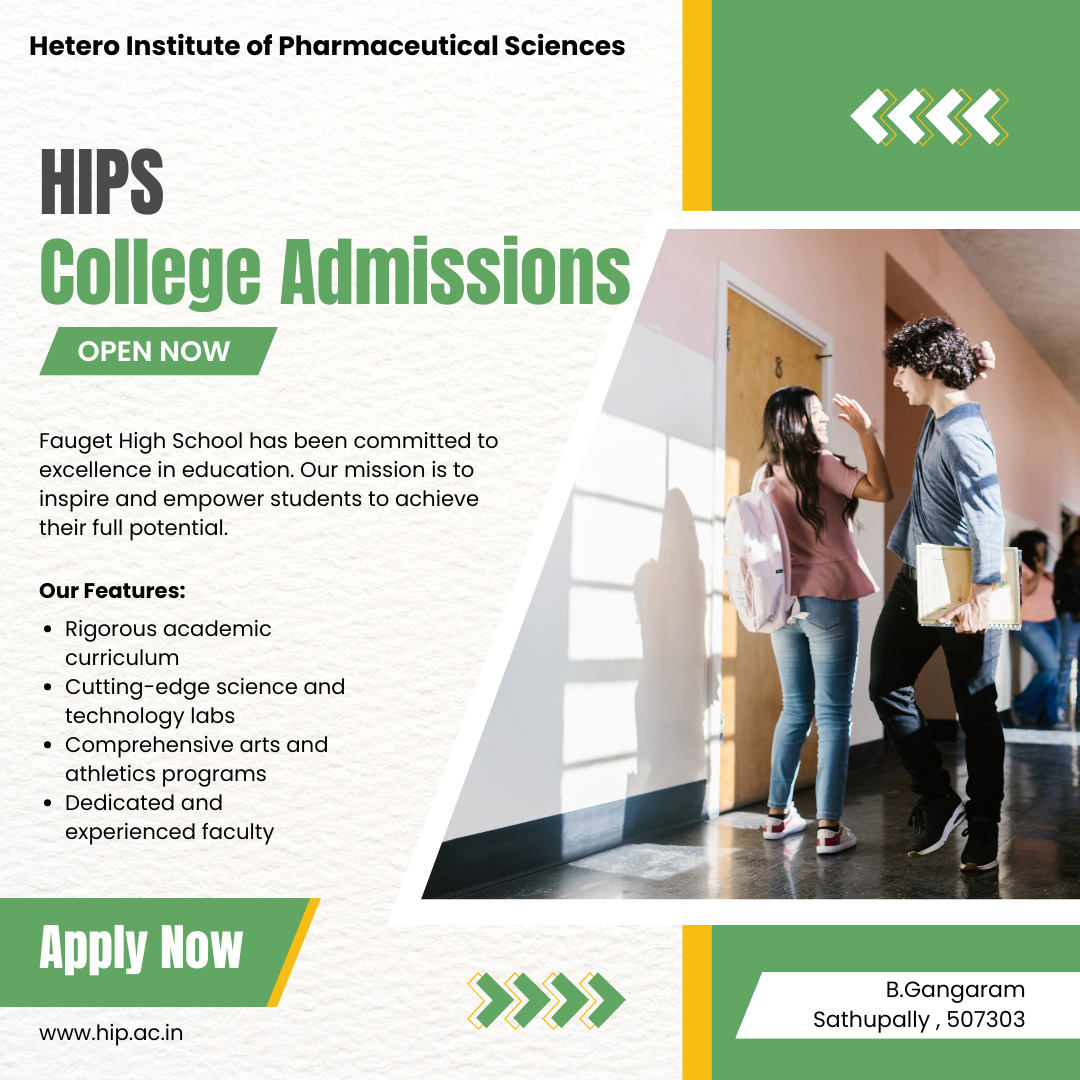 Hetero Institute of Pharmaceutical Sciences
HIPS
College Admissions
OPEN NOW
Fauget High School has been committed to
excellence in education. Our mission is to
inspire and empower students to achieve
their full potential.
Our Features:
• Rigorous academic
curriculum
• Cutting-edge science and
technology labs
• Comprehensive arts and
athletics programs
• Dedicated and
experienced faculty
8
Apply Now
www.hip.ac.in
B.Gangaram
Sathupally , 507303